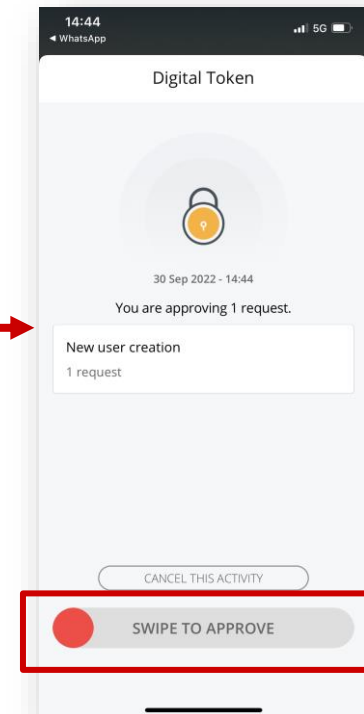 14:44
5G
◄ WhatsApp
Digital Token
30 Sep 2022 - 14:44
You are approving 1 request.
New user creation
1 request
CANCEL THIS ACTIVITY
SWIPE TO APPROVE